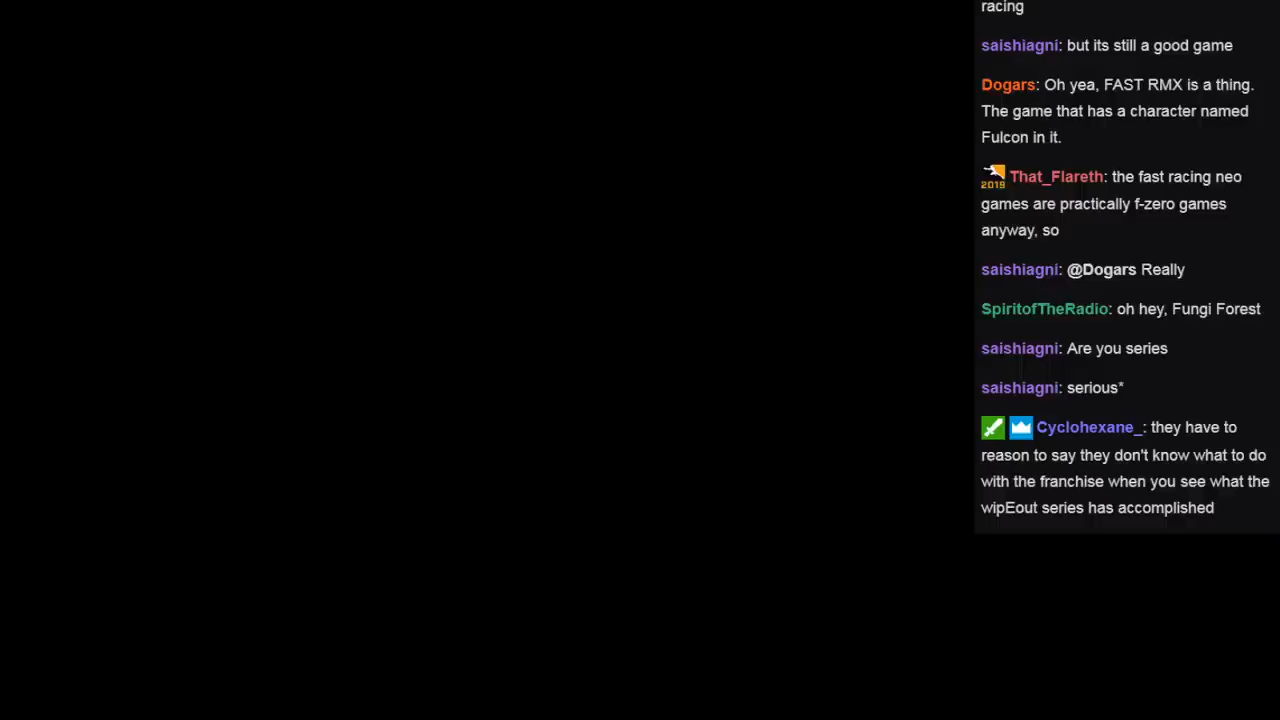 racing
saishiagni: but its still a good game
Dogars: Oh yea, FAST RMX is a thing.
The game that has a character named
Fulcon in it.
2019 That_Flareth: the fast racing neo
games are practically f-zero games
anyway, so
saishiagni: @Dogars Really
SpiritofTheRadio: oh hey, Fungi Forest
saishiagni: Are you series
saishiagni: serious*
Cyclohexane_: they have to
reason to say they don't know what to do
with the franchise when you see what the
wipEout series has accomplished